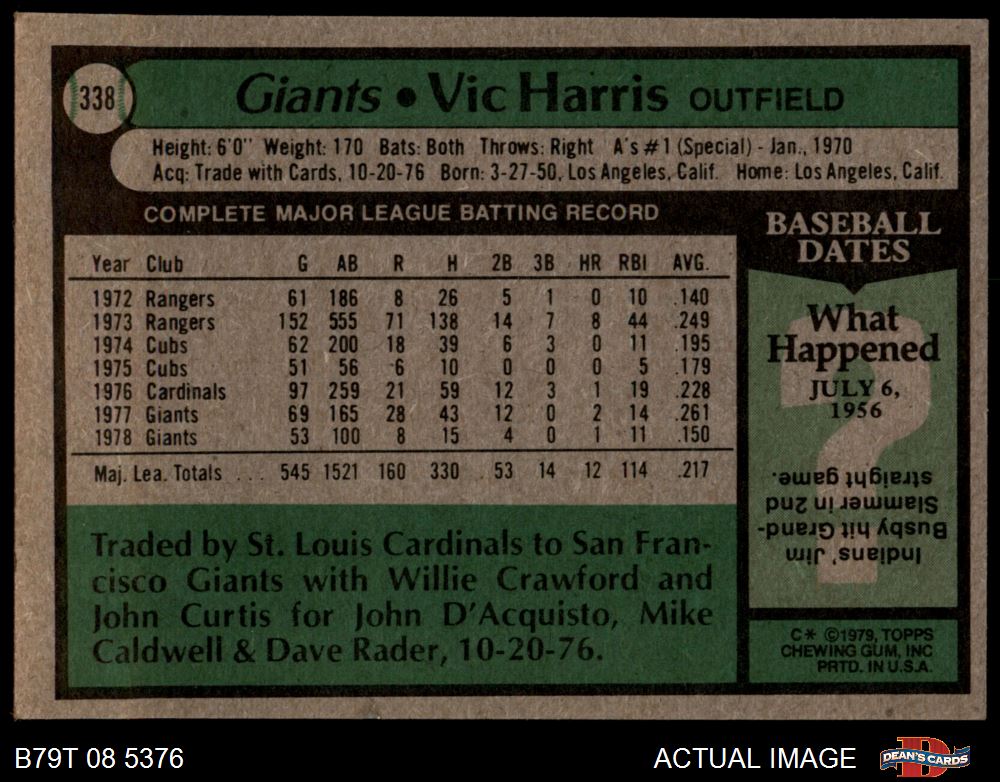 338
Giants • Vic Harris OUTFIELD
Height: 6'0" Weight: 170 Bats: Both Throws: Right A's #1 (Special) - Jan., 1970
Acq: Trade with Cards, 10-20-76 Born: 3-27-50, Los Angeles, Calif. Home: Los Angeles, Calif.
COMPLETE MAJOR LEAGUE BATTING RECORD
Year Club G AB R H 2B 3B HR RBI AVG.
1972 Rangers 61 186 8 26 5 1 0 10 .140
1973 Rangers 152 555 71 138 14 7 8 44 .249
1974 Cubs 62 200 18 39 6 3 0 11 .195
1975 Cubs 51 56 6 10 0 0 0 5 .179
1976 Cardinals 97 259 21 59 12 3 1 19 .228
1977 Giants 69 165 28 43 12 0 2 14 .261
1978 Giants 53 100 8 15 4 0 1 11 .150
Maj. Lea. Totals . . . 545 1521 160 330 53 14 12 114 .217
Traded by St. Louis Cardinals to San Fran-
cisco Giants with Willie Crawford and
John Curtis for John D'Acquisto, Mike
Caldwell & Dave Rader, 10-20-76.
BASEBALL
DATES
What
Happened
JULY 6,
1956
Indians' Jim
Busby hit Grand-
Slammer in 2nd
straight game.
C* ©1979, TOPPS
CHEWING GUM, INC
PRTD. IN U.S.A.
B79T 08 5376
ACTUAL IMAGE
DEAN'S CARDS